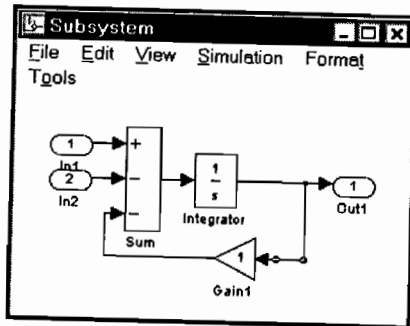 Subsystem
File Edit View Simulation Format
Tools
1
In1
2
In2
+
−
−
Sum
1
s
Integrator
1
Out1
1
Gain1